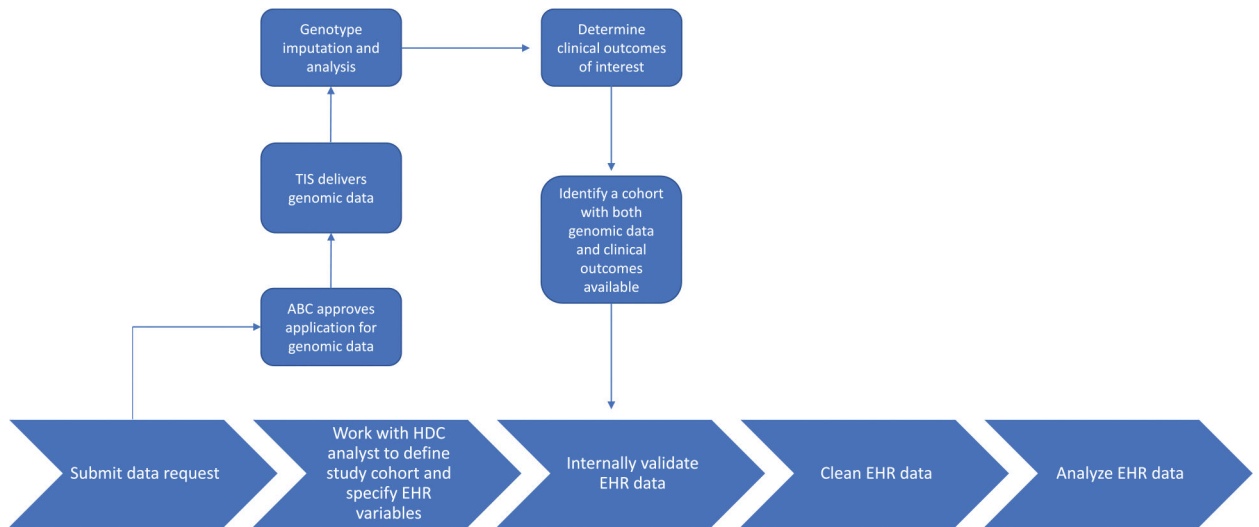 Genotype
imputation and
analysis
Determine
clinical outcomes
of interest
TIS delivers
genomic data
Identify a cohort
with both
genomic data
and clinical
outcomes
available
ABC approves
application for
genomic data
Submit data request
Work with HDC
analyst to define
study cohort and
specify EHR
variables
Internally validate
EHR data
Clean EHR data
Analyze EHR data